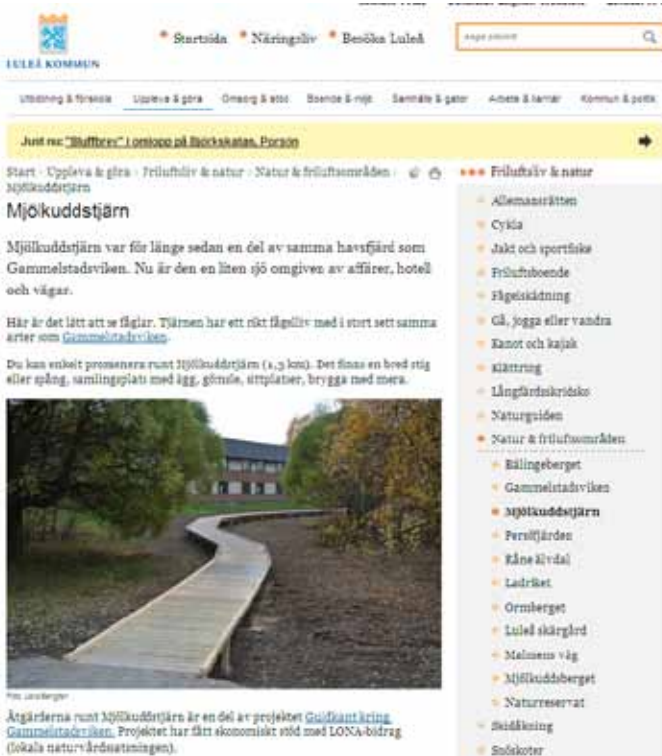 LULEÅ KOMMUN
Startsida Näringsliv Besöka Luleå
Utbildning & förskola Uppleva & göra Omsorg & stöd Boende & miljö Samhälle & gator Arbete & karriär Kommun & politik
Just nu: "Bluffbrev" i omlopp på Björkskatan, Porsön
Start Uppleva & göra Friluftsliv & natur Natur & friluftsområden
Mjölkuddstjärn
Mjölkuddstjärn
Mjölkuddstjärn var för länge sedan en del av samma havsfjärd som
Gammelstadsviken. Nu är den en liten sjö omgiven av affärer, hotell
och vägar.
Här är det lätt att se fåglar. Tjärnen har ett rikt fågelliv med i stort sett samma
arter som Gammelstadsviken.
Du kan enkelt promenera runt Mjölkuddstjärn (1,3 km). Det finns en bred stig
eller spång, samlingsplats med ägg, gömsle, sittplatser, brygga med mera.
Åtgärderna runt Mjölkuddstjärn är en del av projektet Guidkant kring
Gammelstadsviken. Projektet har fått ekonomiskt stöd med LONA-bidrag
(lokala naturvårdssatsningen).
Friluftsliv & natur
Allemansrätten
Cykla
Jakt och sportfiske
Friluftsboende
Fågelskådning
Gå, jogga eller vandra
Kanot och kajak
Klättring
Långfärdsskridsko
Naturguiden
Natur & friluftsområden
Bälingeberget
Gammelstadsviken
Mjölkuddstjärn
Persöfjärden
Råne älvdal
Ladriket
Ormberget
Luleå skärgård
Malmens väg
Mjölkuddsberget
Naturreservat
Skidåkning
Snöskoter